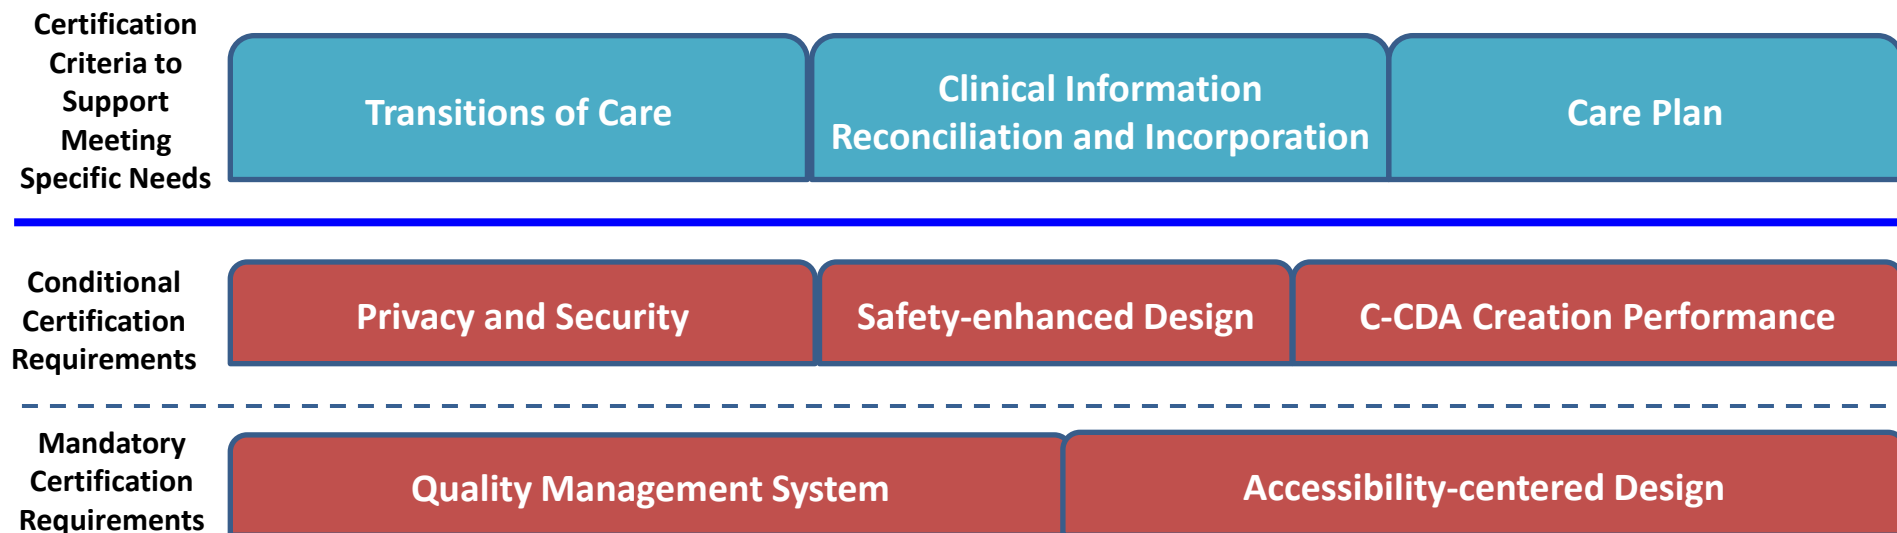 Certification
Criteria to
Support
Meeting
Specific Needs
Transitions of Care
Clinical Information
Reconciliation and Incorporation
Care Plan
Conditional
Certification
Requirements
Privacy and Security
Safety-enhanced Design
C-CDA Creation Performance
Mandatory
Certification
Requirements
Quality Management System
Accessibility-centered Design